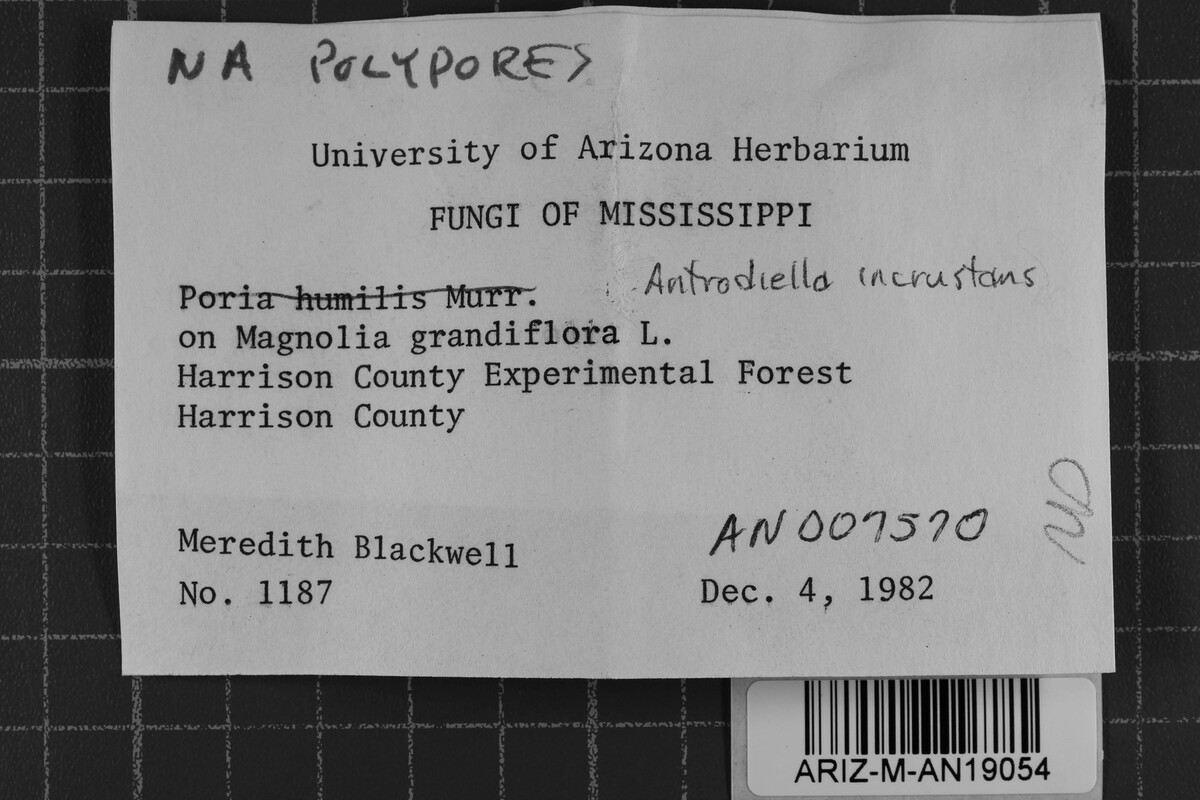 NA POLYPORES
University of Arizona Herbarium
FUNGI OF MISSISSIPPI
Poria humilis Murr. Antrodiella incrustans
on Magnolia grandiflora L.
Harrison County Experimental Forest
Harrison County
Meredith Blackwell AN007570
No. 1187 Dec. 4, 1982
ND
ARIZ-M-AN19054